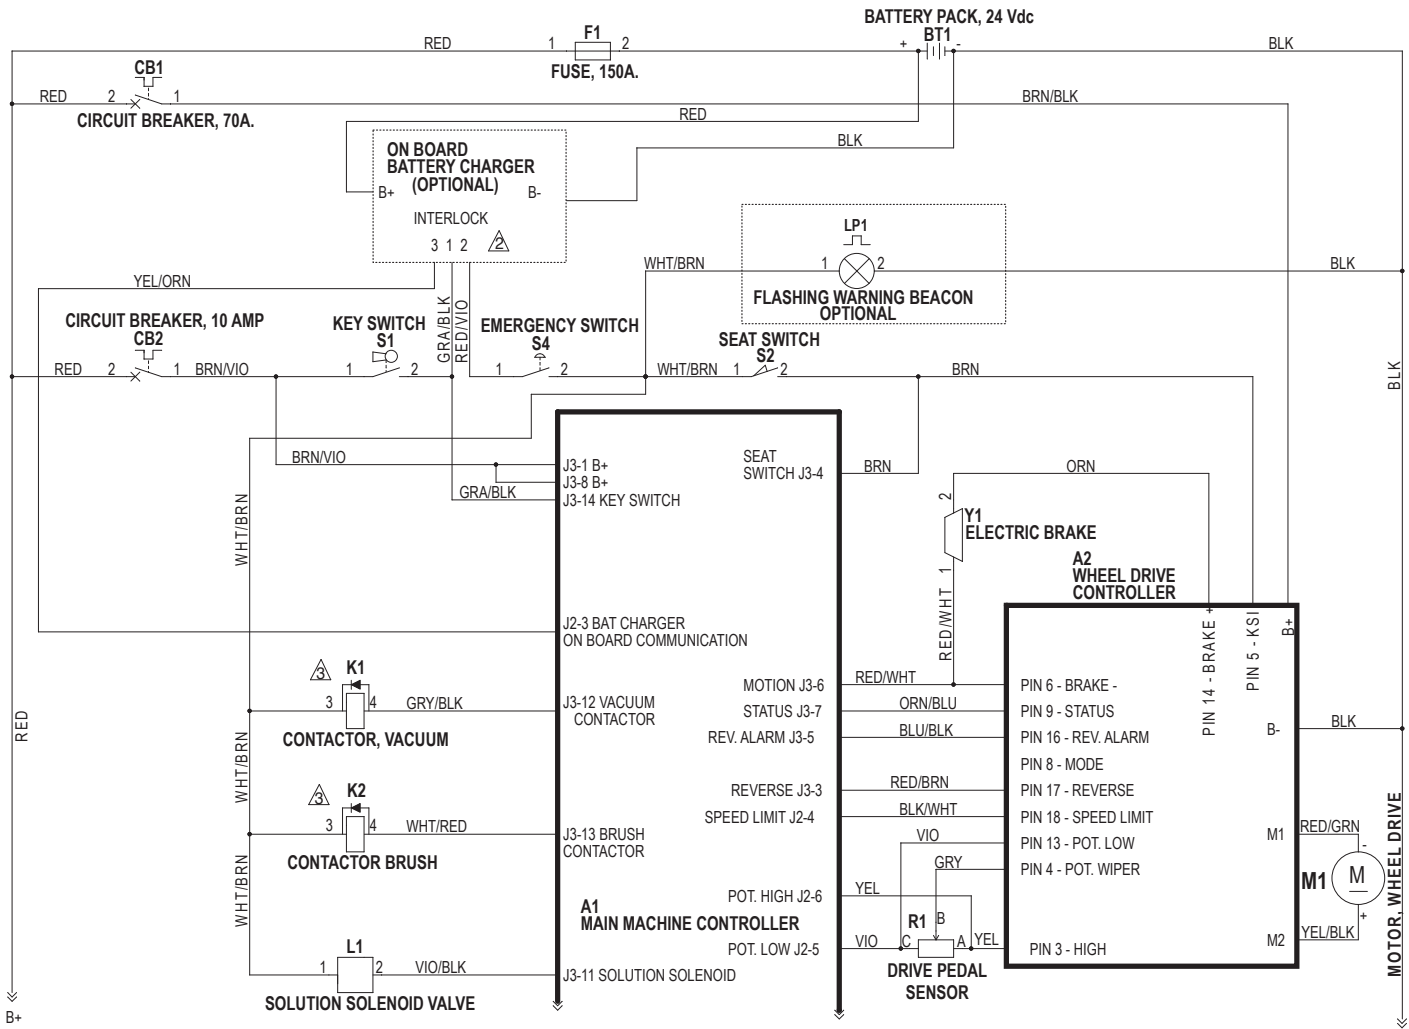 BATTERY PACK, 24 Vdc
BT1
+ -
RED 1 F1 2 BLK
FUSE, 150A.
CB1
RED 2 1 BRN/BLK
CIRCUIT BREAKER, 70A.
RED
BLK
ON BOARD
BATTERY CHARGER
(OPTIONAL)
B+ B-
INTERLOCK
3 1 2 2
YEL/ORN
GRA/BLK
RED/VIO
LP1
WHT/BRN 1 2 BLK
FLASHING WARNING BEACON
OPTIONAL
CIRCUIT BREAKER, 10 AMP
CB2
KEY SWITCH
S1
EMERGENCY SWITCH
S4
SEAT SWITCH
S2
RED 2 1 BRN/VIO 1 2 1 2 WHT/BRN 1 2 BRN
BLK
BRN/VIO
GRA/BLK
J3-1 B+
J3-8 B+
J3-14 KEY SWITCH
SEAT
SWITCH J3-4
BRN
ORN
2
Y1
ELECTRIC BRAKE
1
RED/WHT
A2
WHEEL DRIVE
CONTROLLER
WHT/BRN
J2-3 BAT CHARGER
ON BOARD COMMUNICATION
PIN 14 - BRAKE +
PIN 5 - KSI
B+
3 K1
3 4 GRY/BLK
CONTACTOR, VACUUM
J3-12 VACUUM
CONTACTOR
MOTION J3-6 RED/WHT PIN 6 - BRAKE -
STATUS J3-7 ORN/BLU PIN 9 - STATUS
REV. ALARM J3-5 BLU/BLK PIN 16 - REV. ALARM
PIN 8 - MODE
REVERSE J3-3 RED/BRN PIN 17 - REVERSE
SPEED LIMIT J2-4 BLK/WHT PIN 18 - SPEED LIMIT
VIO PIN 13 - POT. LOW
GRY PIN 4 - POT. WIPER
B- BLK
RED
WHT/BRN
3 K2
3 4 WHT/RED
CONTACTOR BRUSH
J3-13 BRUSH
CONTACTOR
WHT/BRN
M1 RED/GRN
-
M1 M
+
M2 YEL/BLK
MOTOR, WHEEL DRIVE
POT. HIGH J2-6 YEL
A1
MAIN MACHINE CONTROLLER
R1 B
POT. LOW J2-5 VIO C A YEL PIN 3 - HIGH
DRIVE PEDAL
SENSOR
L1
1 2 VIO/BLK J3-11 SOLUTION SOLENOID
SOLUTION SOLENOID VALVE
B+